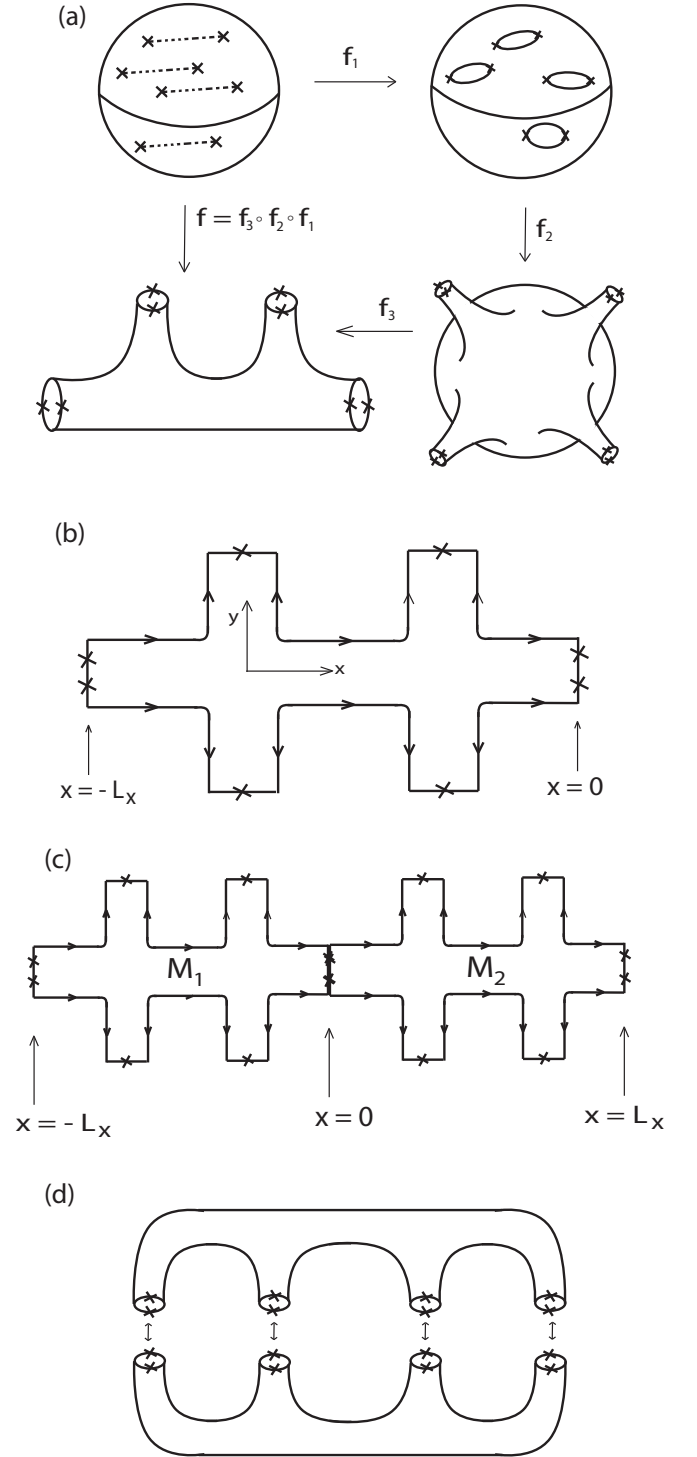 (a)
f₁
f = f₃ ∘ f₂ ∘ f₁
f₂
f₃
(b)
y
x
x = - Lₓ
x = 0
(c)
M₁
M₂
x = - Lₓ
x = 0
x = Lₓ
(d)